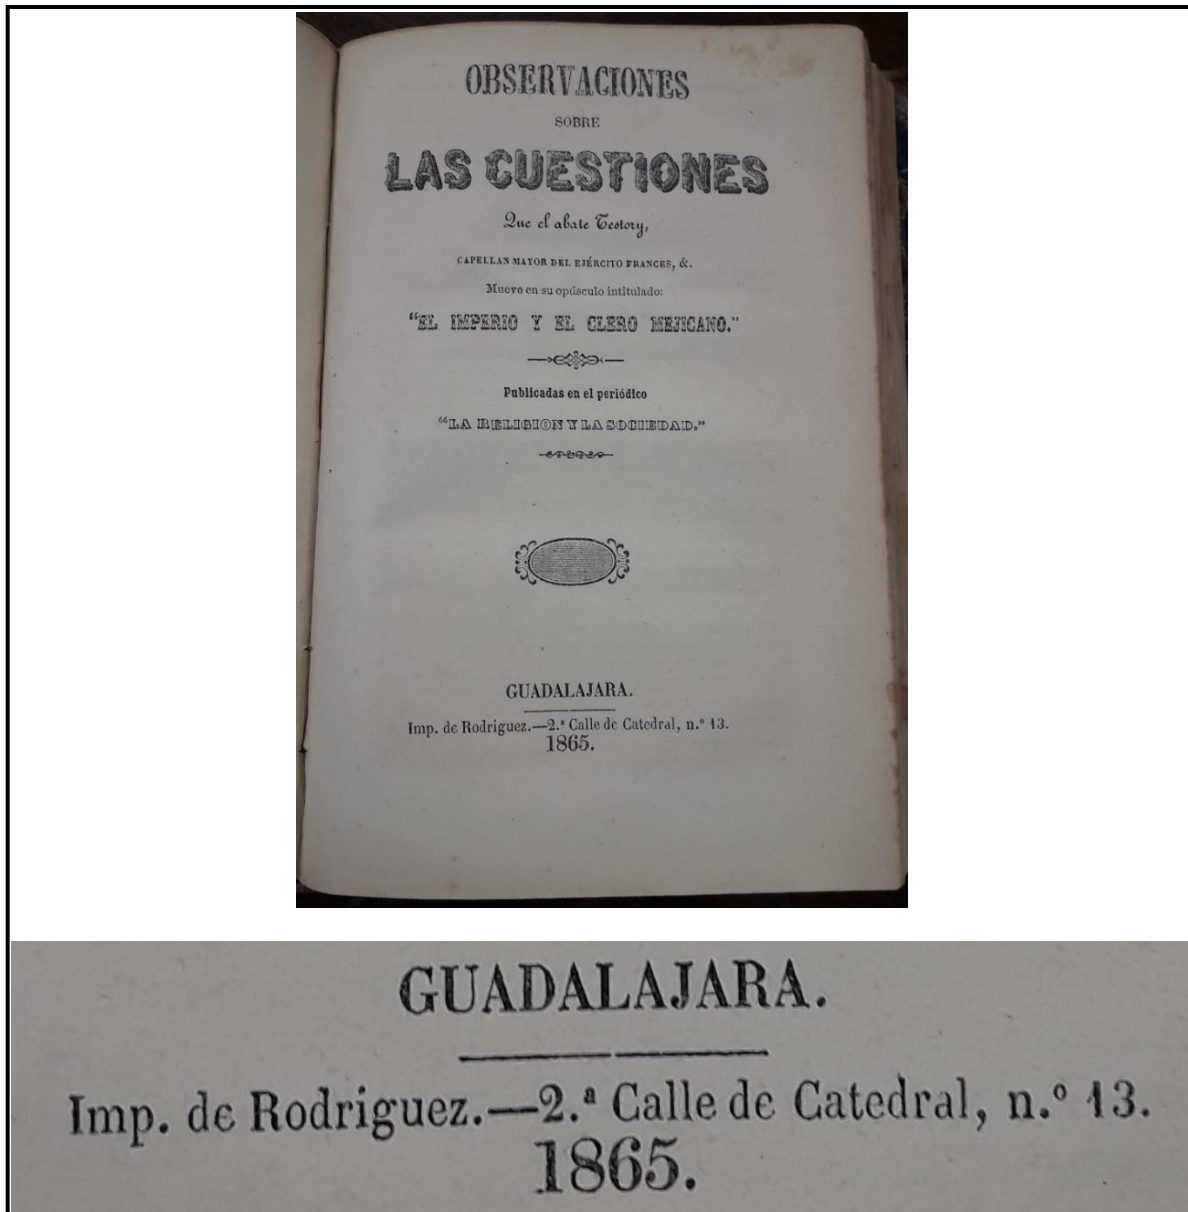 OBSERVACIONES
SOBRE
LAS CUESTIONES
Que el abate Testory,
CAPELLAN MAYOR DEL EJÉRCITO FRANCES, &.
Mueve en su opúsculo intitulado:
“EL IMPERIO Y EL CLERO MEJICANO.”
Publicadas en el periódico
“LA RELIGION Y LA SOCIEDAD.”
GUADALAJARA.
Imp. de Rodriguez.—2.ª Calle de Catedral, n.º 13.
1865.
GUADALAJARA.
Imp. de Rodriguez.—2.ª Calle de Catedral, n.º 13.
1865.